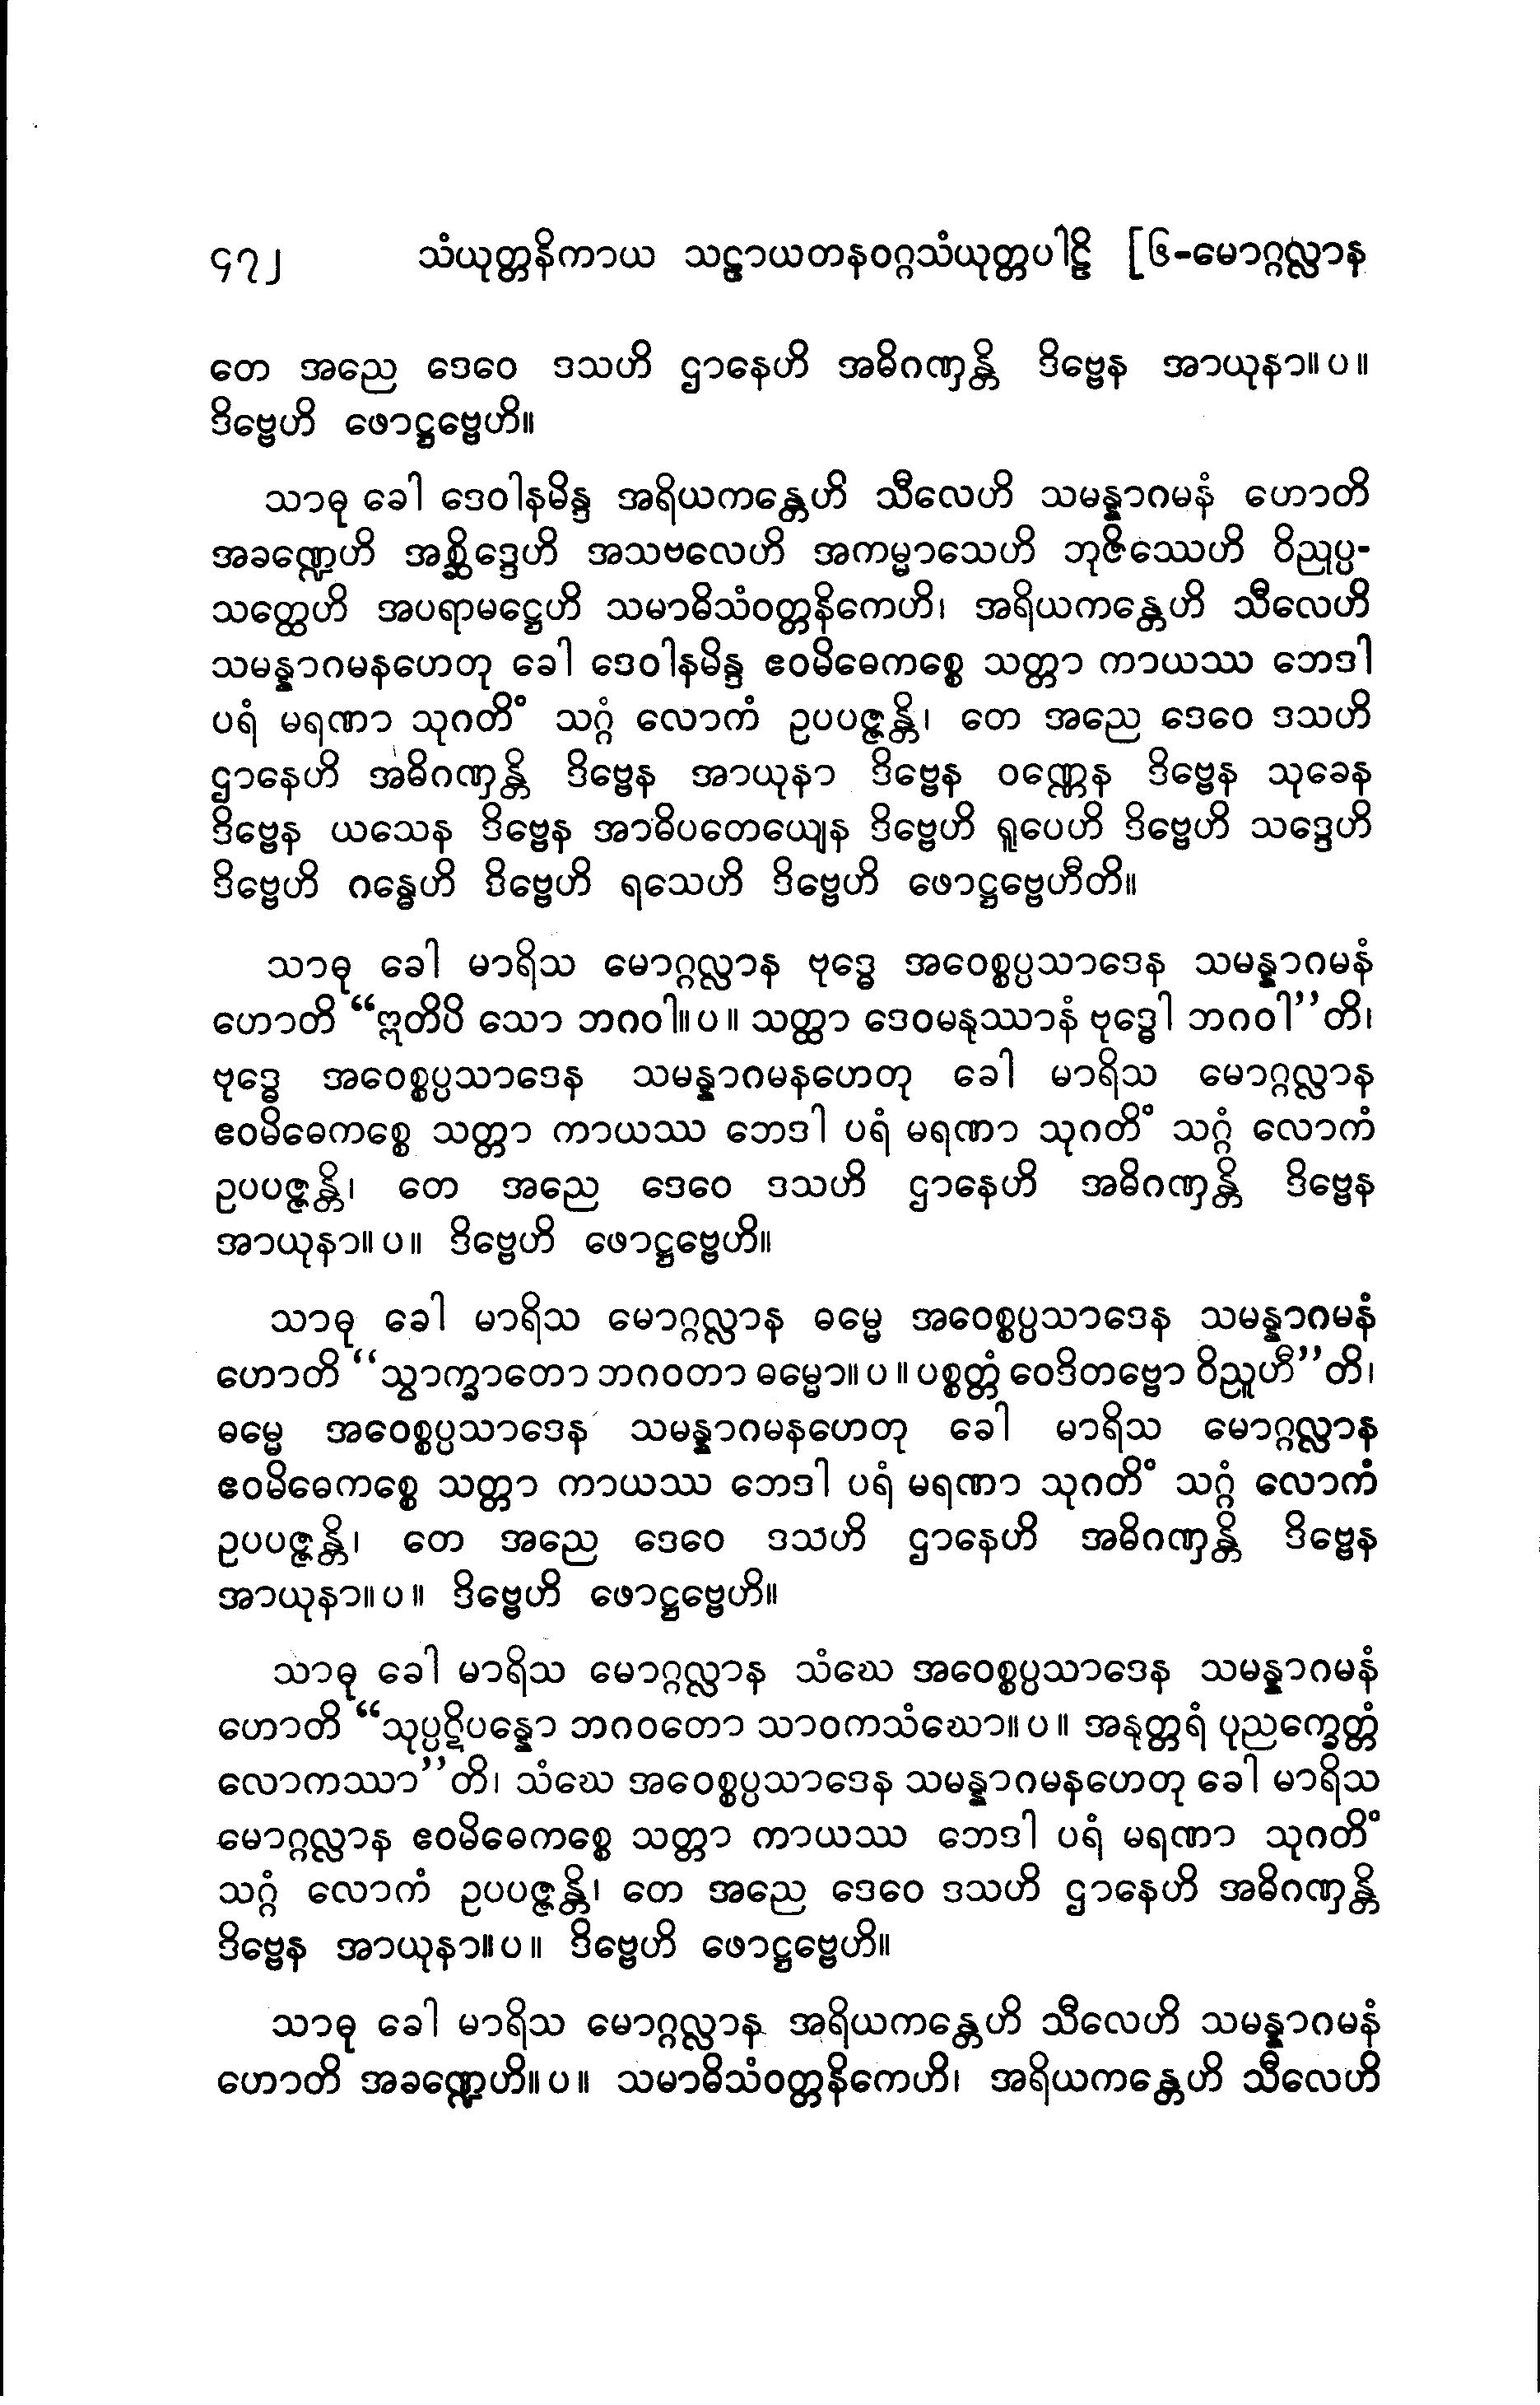 ၄၇၂ သံယုတ္တနိကာယ သဠာယတနဝဂ္ဂသံယုတ္တပါဠိ [၆-မောဂ္ဂလ္လာန
တေ အညေ ဒေဝေ ဒသဟိ ဌာနေဟိ အဓိဂဏှန္တိ ဒိဗ္ဗေန အာယုနာ။ပ။
ဒိဗ္ဗေဟိ ဖောဋ္ဌဗ္ဗေဟိ။
သာဓု ခေါ ဒေဝါနမိန္ဒ အရိယကန္တေဟိ သီလေဟိ သမန္နာဂမနံ ဟောတိ
အခဏ္ဍေဟိ အစ္ဆိဒ္ဒေဟိ အသဗလေဟိ အကမ္မာသေဟိ ဘုဇိဿေဟိ ဝိညုပ္ပ-
သတ္ထေဟိ အပရာမဋ္ဌေဟိ သမာဓိသံဝတ္တနိကေဟိ၊ အရိယကန္တေဟိ သီလေဟိ
သမန္နာဂမနဟေတု ခေါ ဒေဝါနမိန္ဒ ဧဝမိဓေကစ္စေ သတ္တာ ကာယဿ ဘေဒါ
ပရံ မရဏာ သုဂတိံ သဂ္ဂံ လောကံ ဥပပဇ္ဇန္တိ၊ တေ အညေ ဒေဝေ ဒသဟိ
ဌာနေဟိ အဓိဂဏှန္တိ ဒိဗ္ဗေန အာယုနာ ဒိဗ္ဗေန ဝဏ္ဏေန ဒိဗ္ဗေန သုခေန
ဒိဗ္ဗေန ယသေန ဒိဗ္ဗေန အာဓိပတေယျေန ဒိဗ္ဗေဟိ ရူပေဟိ ဒိဗ္ဗေဟိ သဒ္ဒေဟိ
ဒိဗ္ဗေဟိ ဂန္ဓေဟိ ဒိဗ္ဗေဟိ ရသေဟိ ဒိဗ္ဗေဟိ ဖောဋ္ဌဗ္ဗေဟီတိ။
သာဓု ခေါ မာရိသ မောဂ္ဂလ္လာန ဗုဒ္ဓေ အဝေစ္စပ္ပသာဒေန သမန္နာဂမနံ
ဟောတိ “ဣတိပိ သော ဘဂဝါ။ပ။ သတ္ထာ ဒေဝမနုဿာနံ ဗုဒ္ဓေါ ဘဂဝါ”တိ၊
ဗုဒ္ဓေ အဝေစ္စပ္ပသာဒေန သမန္နာဂမနဟေတု ခေါ မာရိသ မောဂ္ဂလ္လာန
ဧဝမိဓေကစ္စေ သတ္တာ ကာယဿ ဘေဒါ ပရံ မရဏာ သုဂတိံ သဂ္ဂံ လောကံ
ဥပပဇ္ဇန္တိ၊ တေ အညေ ဒေဝေ ဒသဟိ ဌာနေဟိ အဓိဂဏှန္တိ ဒိဗ္ဗေန
အာယုနာ။ပ။ ဒိဗ္ဗေဟိ ဖောဋ္ဌဗ္ဗေဟိ။
သာဓု ခေါ မာရိသ မောဂ္ဂလ္လာန ဓမ္မေ အဝေစ္စပ္ပသာဒေန သမန္နာဂမနံ
ဟောတိ “သွာက္ခာတော ဘဂဝတာ ဓမ္မော။ပ။ ပစ္စတ္တံ ဝေဒိတဗ္ဗော ဝိညူဟီ”တိ၊
ဓမ္မေ အဝေစ္စပ္ပသာဒေန သမန္နာဂမနဟေတု ခေါ မာရိသ မောဂ္ဂလ္လာန
ဧဝမိဓေကစ္စေ သတ္တာ ကာယဿ ဘေဒါ ပရံ မရဏာ သုဂတိံ သဂ္ဂံ လောကံ
ဥပပဇ္ဇန္တိ၊ တေ အညေ ဒေဝေ ဒသဟိ ဌာနေဟိ အဓိဂဏှန္တိ ဒိဗ္ဗေန
အာယုနာ။ပ။ ဒိဗ္ဗေဟိ ဖောဋ္ဌဗ္ဗေဟိ။
သာဓု ခေါ မာရိသ မောဂ္ဂလ္လာန သံဃေ အဝေစ္စပ္ပသာဒေန သမန္နာဂမနံ
ဟောတိ “သုပ္ပဋိပန္နော ဘဂဝတော သာဝကသံဃော။ပ။ အနုတ္တရံ ပုညက္ခေတ္တံ
လောကဿာ”တိ၊ သံဃေ အဝေစ္စပ္ပသာဒေန သမန္နာဂမနဟေတု ခေါ မာရိသ
မောဂ္ဂလ္လာန ဧဝမိဓေကစ္စေ သတ္တာ ကာယဿ ဘေဒါ ပရံ မရဏာ သုဂတိံ
သဂ္ဂံ လောကံ ဥပပဇ္ဇန္တိ၊ တေ အညေ ဒေဝေ ဒသဟိ ဌာနေဟိ အဓိဂဏှန္တိ
ဒိဗ္ဗေန အာယုနာ။ပ။ ဒိဗ္ဗေဟိ ဖောဋ္ဌဗ္ဗေဟိ။
သာဓု ခေါ မာရိသ မောဂ္ဂလ္လာန အရိယကန္တေဟိ သီလေဟိ သမန္နာဂမနံ
ဟောတိ အခဏ္ဍေဟိ။ပ။ သမာဓိသံဝတ္တနိကေဟိ၊ အရိယကန္တေဟိ သီလေဟိ